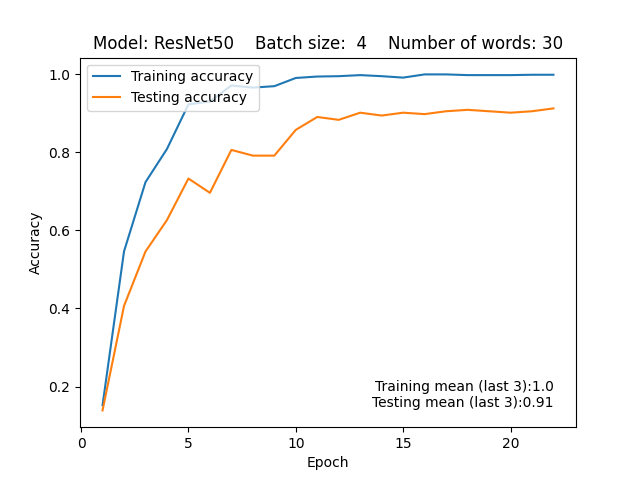 Model: ResNet50    Batch size:  4    Number of words: 30
Training accuracy
Testing accuracy
1.0
0.8
0.6
0.4
0.2
Accuracy
Training mean (last 3):1.0
Testing mean (last 3):0.91
0 5 10 15 20
Epoch